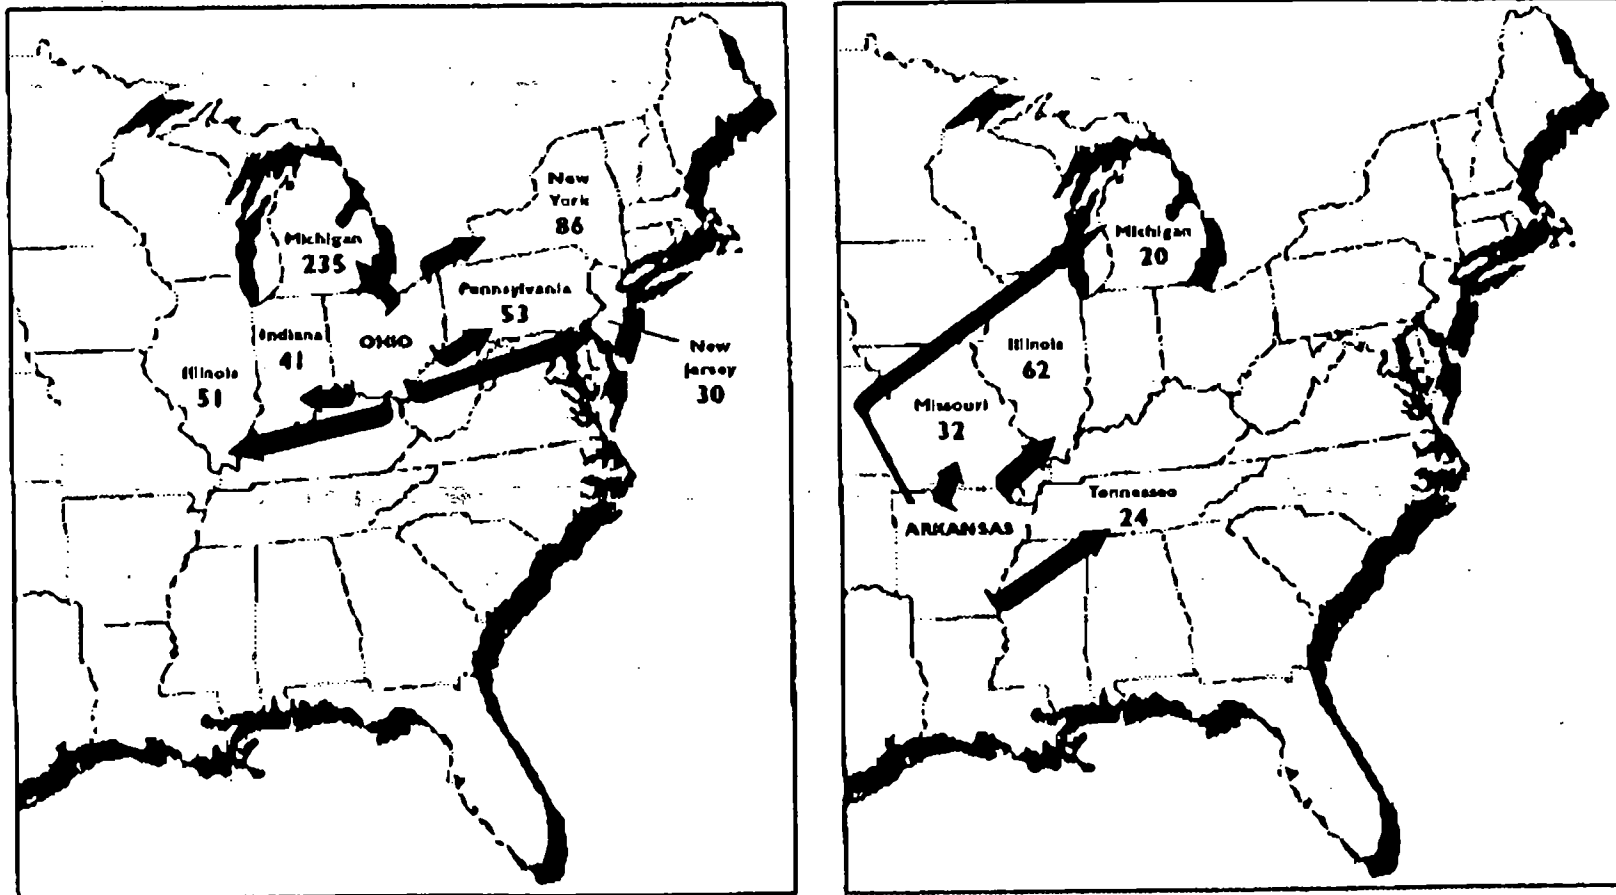 New
York
86
Michigan
235
Pennsylvania
53
Indiana
41
OHIO
New
Jersey
30
Illinois
51
Michigan
20
Illinois
62
Missouri
32
Tennessee
24
ARKANSAS